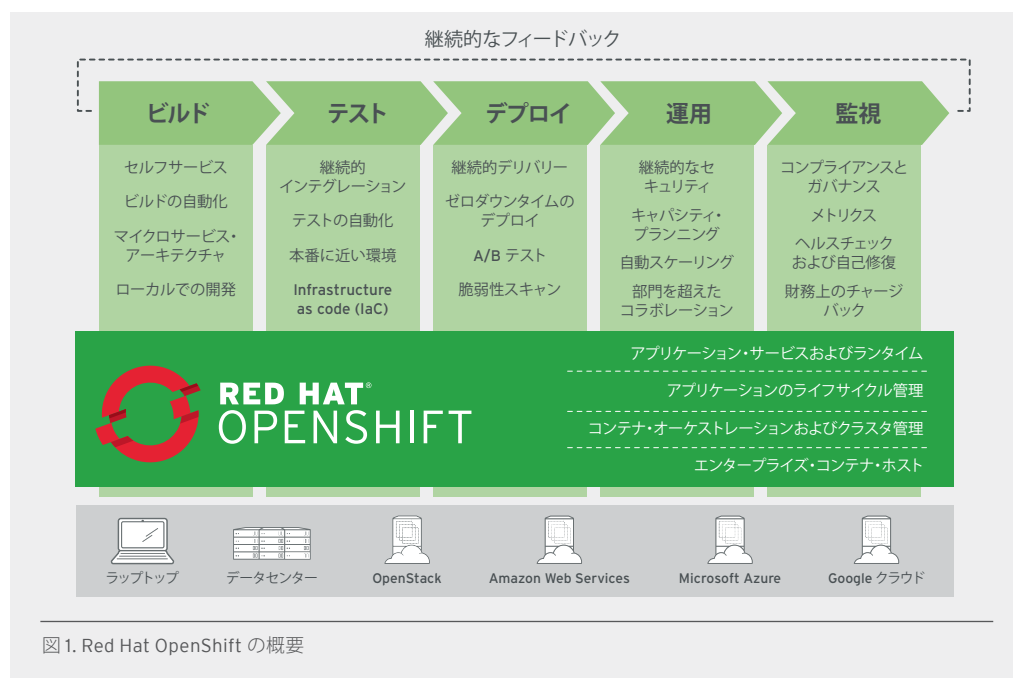 継続的なフィードバック
ビルド
テスト
デプロイ
運用
監視
セルフサービス
ビルドの自動化
マイクロサービス・
アーキテクチャ
ローカルでの開発
継続的
インテグレーション
テストの自動化
本番に近い環境
Infrastructure
as code (IaC)
継続的デリバリー
ゼロダウンタイムの
デプロイ
A/B テスト
脆弱性スキャン
継続的なセ
キュリティ
キャパシティ・
プランニング
自動スケーリング
部門を超えた
コラボレーション
コンプライアンスと
ガバナンス
メトリクス
ヘルスチェック
および自己修復
財務上のチャージ
バック
RED HAT®
OPENSHIFT
アプリケーション・サービスおよびランタイム
アプリケーションのライフサイクル管理
コンテナ・オーケストレーションおよびクラスタ管理
エンタープライズ・コンテナ・ホスト
ラップトップ
データセンター
OpenStack
Amazon Web Services
Microsoft Azure
Google クラウド
図 1. Red Hat OpenShift の概要